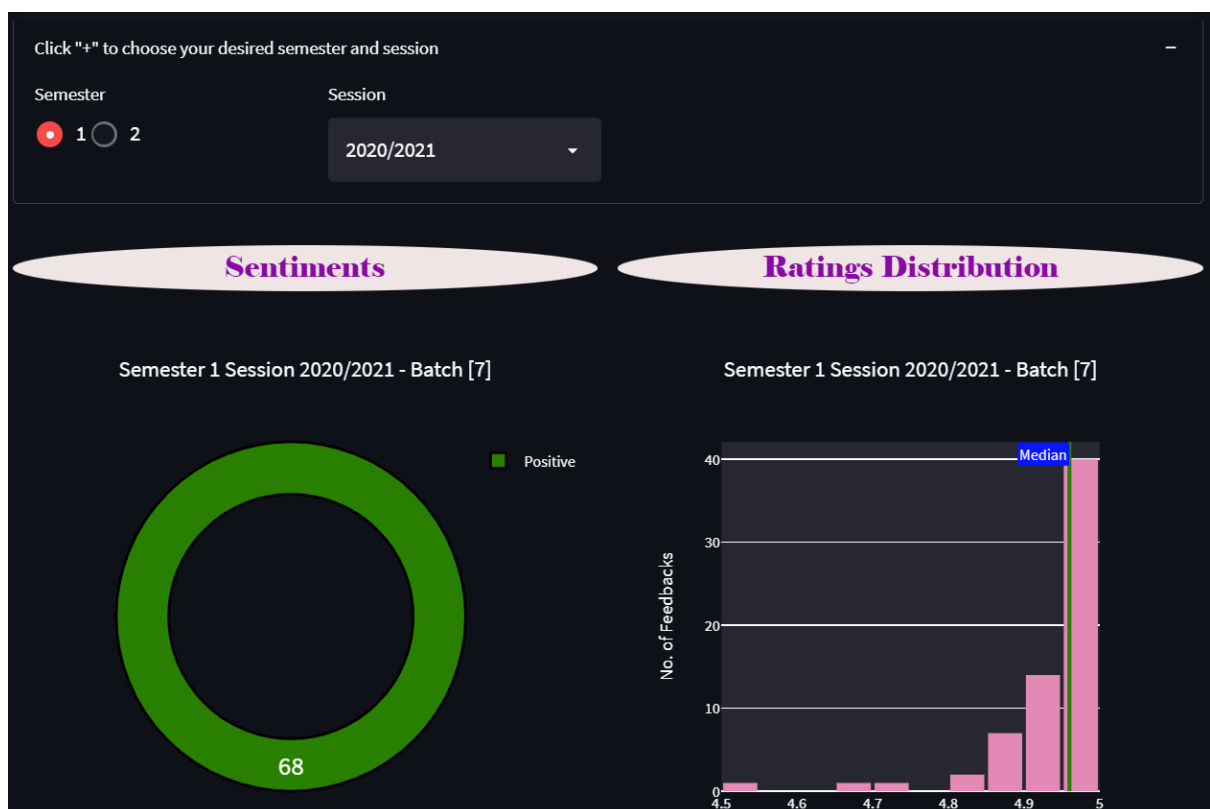 Click "+" to choose your desired semester and session
−
Semester
Session
1
2
2020/2021
Sentiments
Ratings Distribution
Semester 1 Session 2020/2021 - Batch [7]
Semester 1 Session 2020/2021 - Batch [7]
Positive
68
Median
No. of Feedbacks
40
30
20
10
0
4.5 4.6 4.7 4.8 4.9 5